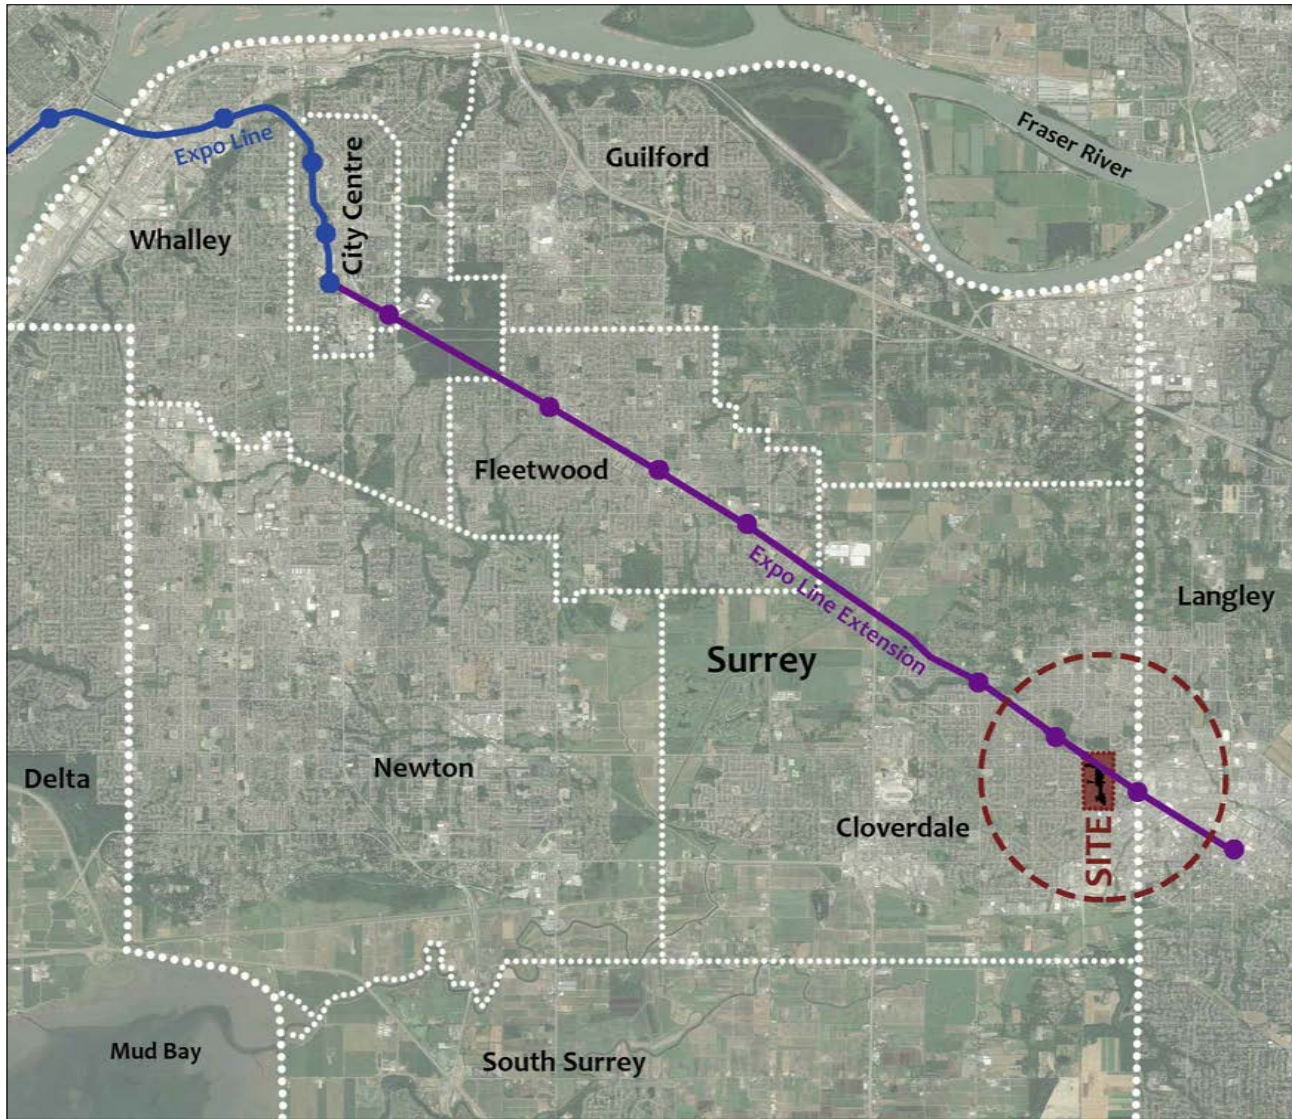 Expo Line
City Centre
Guilford
Fraser River
Whalley
Fleetwood
Expo Line Extension
Langley
Surrey
Delta
Newton
Cloverdale
SITE
Mud Bay
South Surrey